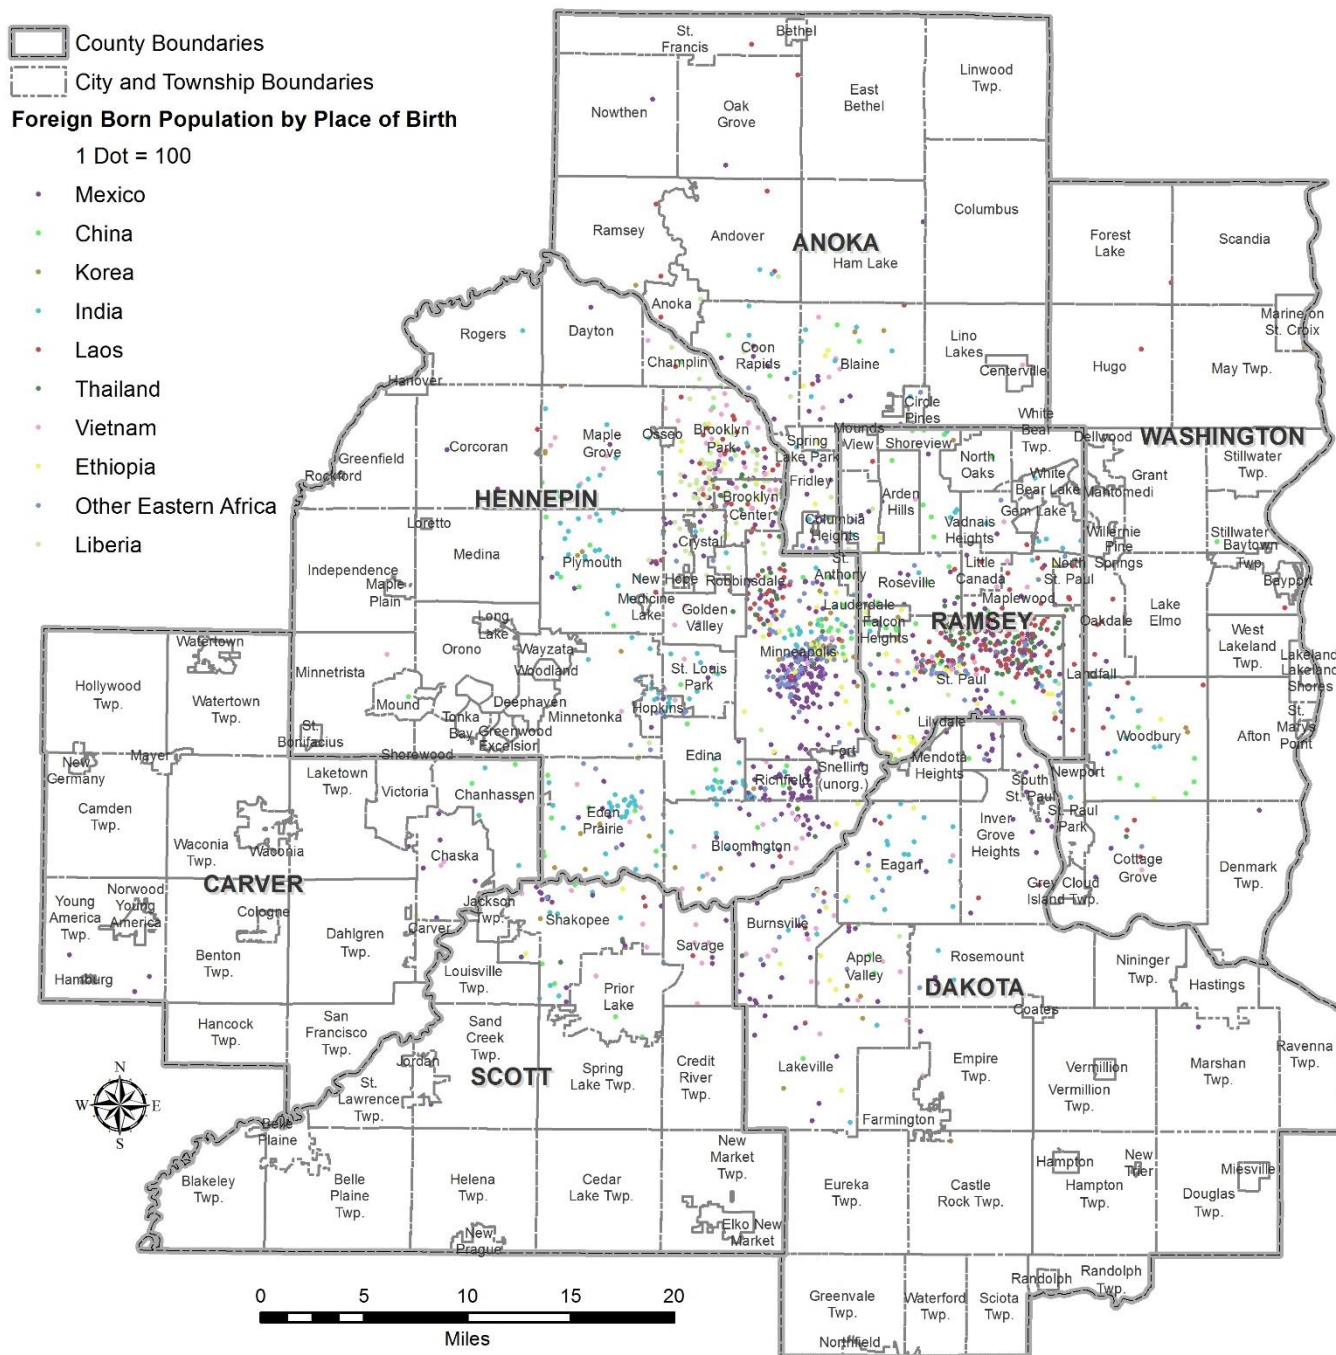 County Boundaries
City and Township Boundaries
Foreign Born Population by Place of Birth
1 Dot = 100
Mexico
China
Korea
India
Laos
Thailand
Vietnam
Ethiopia
Other Eastern Africa
Liberia
St.
Francis
Bethel
Linwood
Twp.
Nowthen
Oak
Grove
East
Bethel
Columbus
Ramsey
Andover
ANOKA
Ham Lake
Forest
Lake
Scandia
Anoka
Marine on
St. Croix
Rogers
Dayton
Champlin
Coon
Rapids
Blaine
Lino
Lakes
Centerville
Hugo
May Twp.
Hanover
Circle
Pines
White
Bear
Twp.
Corcoran
Maple
Grove
Osseo
Brooklyn
Park
Spring
Lake Park
Mounds
View
Shoreview
North
Oaks
Dellwood
WASHINGTON
Stillwater
Twp.
Greenfield
Rockford
HENNEPIN
Fridley
White
Bear Lake
Mahtomedi
Grant
Loretto
Medina
Brooklyn
Center
Arden
Hills
Gem Lake
Columbia
Heights
Vadnais
Heights
Willernie
Pine
Springs
Stillwater
Baytown
Twp.
Bayport
Independence
Maple
Plain
Plymouth
Crystal
New Hope
Robbinsdale
St.
Anthony
Roseville
Little
Canada
North
St. Paul
Maplewood
Medicine
Lake
Golden
Valley
Lauderdale
Falcon
Heights
RAMSEY
Oakdale
Lake
Elmo
West
Lakeland
Twp.
Lakeland
Lakeland
Shores
Long
Lake
Orono
Wayzata
Woodland
Minneapolis
St. Louis
Park
St. Paul
Landfall
Watertown
Hollywood
Twp.
Watertown
Twp.
Minnetrista
Mound
Tonka
Bay
Deephaven
Greenwood
Excelsior
Minnetonka
Hopkins
St.
Bonifacius
Shorewood
Lilydale
Mendota
Heights
Woodbury
Afton
St.
Marys
Point
New
Germany
Mayer
Laketown
Twp.
Victoria
Chanhassen
Edina
Richfield
Fort
Snelling
(unorg.)
South
St. Paul
Newport
St. Paul
Park
Camden
Twp.
Waconia
Twp.
Waconia
Eden
Prairie
Bloomington
Inver
Grove
Heights
Chaska
Eagan
Cottage
Grove
Denmark
Twp.
CARVER
Young
America
Twp.
Norwood
Young
America
Cologne
Jackson
Twp.
Shakopee
Grey Cloud
Island Twp.
Burnsville
Benton
Twp.
Dahlgren
Twp.
Carver
Louisville
Twp.
Savage
Apple
Valley
Rosemount
Nininger
Twp.
Hastings
Hamburg
Prior
Lake
DAKOTA
Coates
Hancock
Twp.
San
Francisco
Twp.
Sand
Creek
Twp.
Jordan
SCOTT
Spring
Lake Twp.
Credit
River
Twp.
Lakeville
Empire
Twp.
Vermillion
Vermillion
Twp.
Marshan
Twp.
Ravenna
Twp.
St.
Lawrence
Twp.
Farmington
Belle
Plaine
Blakeley
Twp.
Belle
Plaine
Twp.
Helena
Twp.
Cedar
Lake Twp.
New
Market
Twp.
Eureka
Twp.
Castle
Rock Twp.
Hampton
Hampton
Twp.
New
Trier
Miesville
Douglas
Twp.
New
Prague
Elko New
Market
Greenvale
Twp.
Waterford
Twp.
Sciota
Twp.
Randolph
Randolph
Twp.
Northfield
N
W E
S
0 5 10 15 20
Miles